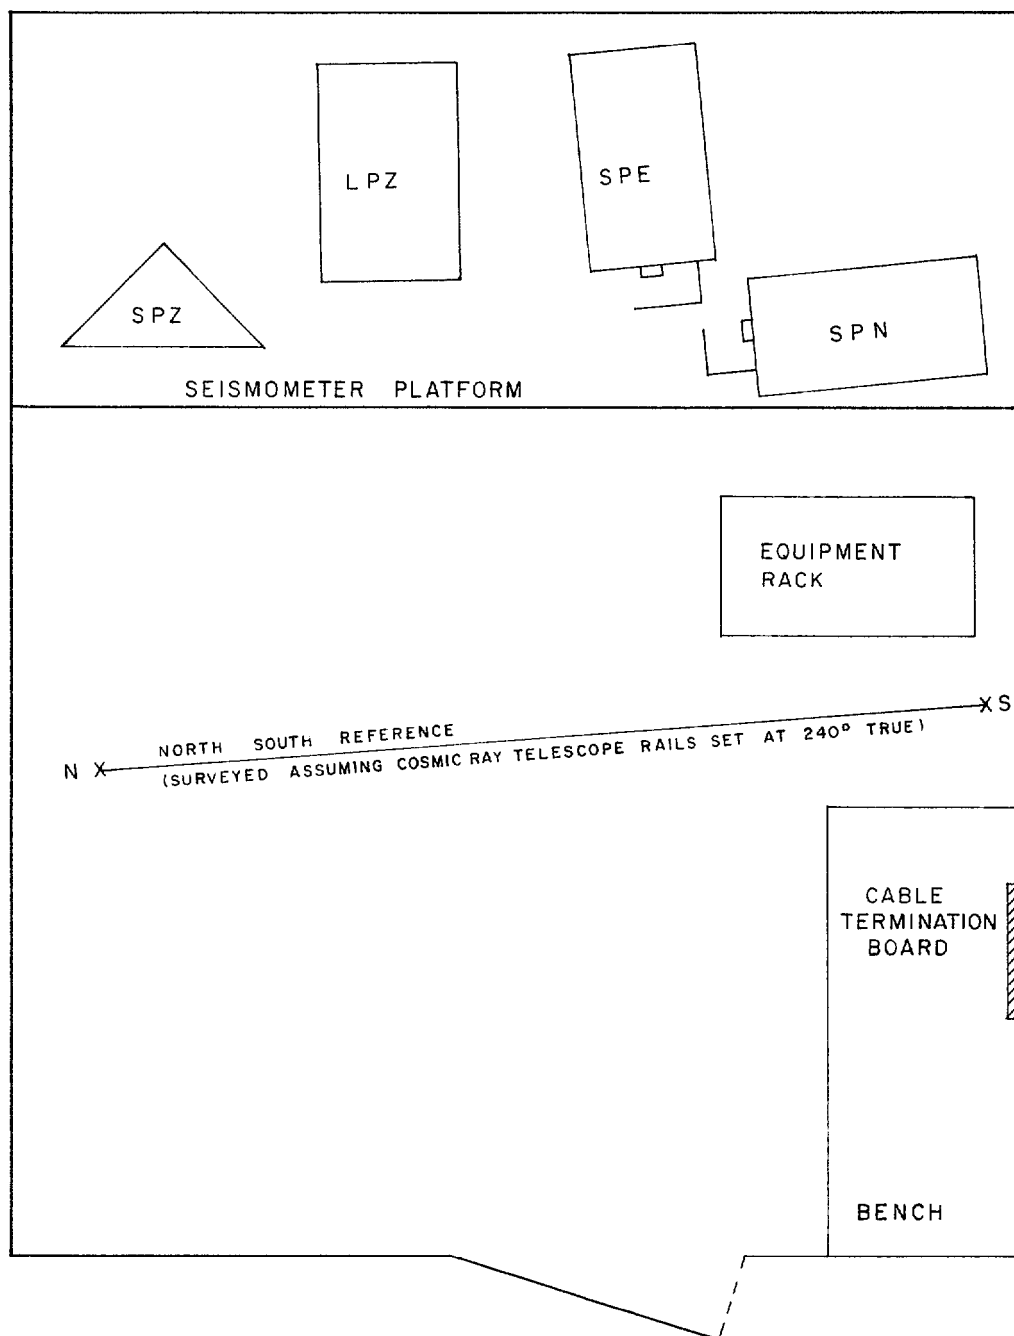 LPZ
SPE
SPZ
SPN
SEISMOMETER PLATFORM
EQUIPMENT
RACK
S
NORTH SOUTH REFERENCE
N
(SURVEYED ASSUMING COSMIC RAY TELESCOPE RAILS SET AT 240° TRUE)
CABLE
TERMINATION
BOARD
BENCH